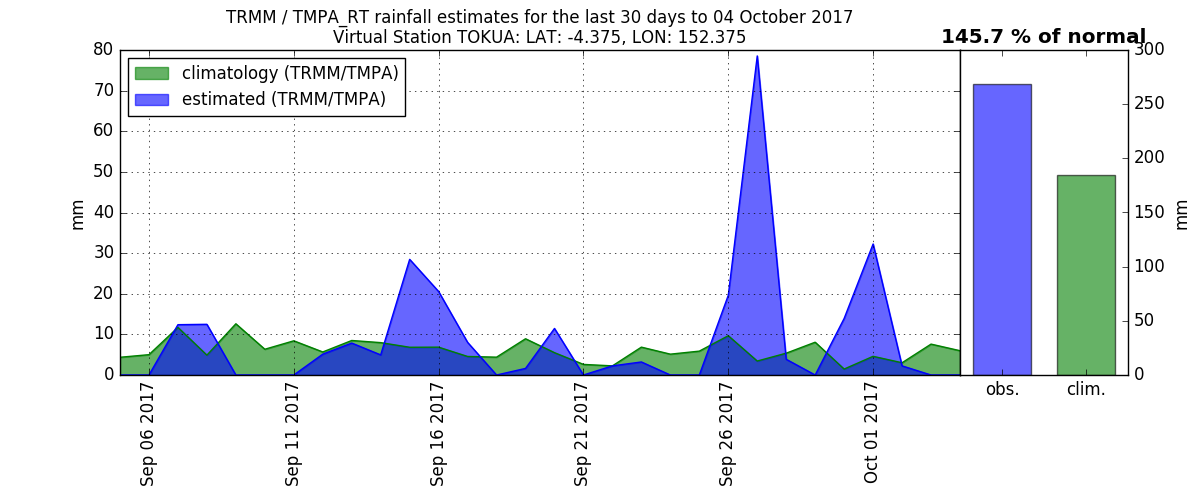 TRMM / TMPA_RT rainfall estimates for the last 30 days to 04 October 2017
Virtual Station TOKUA: LAT: -4.375, LON: 152.375
145.7 % of normal
climatology (TRMM/TMPA)
estimated (TRMM/TMPA)
80
70
60
50
40
30
20
10
0
mm
Sep 06 2017
Sep 11 2017
Sep 16 2017
Sep 21 2017
Sep 26 2017
Oct 01 2017
300
250
200
150
100
50
0
mm
obs.
clim.